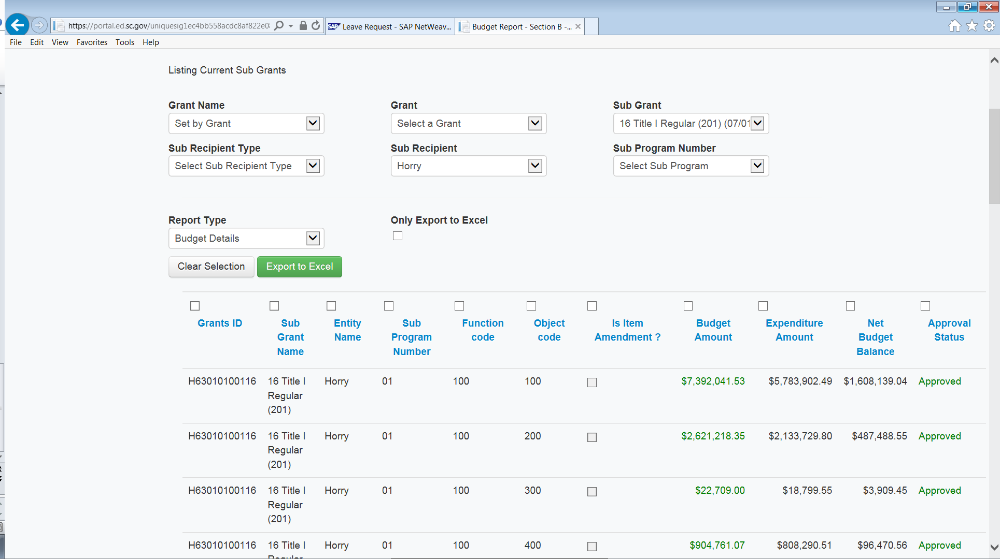 https://portal.ed.sc.gov/uniquesig1ec4bb558acdc8af822e0
SAP Leave Request - SAP NetWeav...
Budget Report - Section B -...
File Edit View Favorites Tools Help
Listing Current Sub Grants
Grant Name Grant Sub Grant
Set by Grant Select a Grant 16 Title I Regular (201) (07/01
Sub Recipient Type Sub Recipient Sub Program Number
Select Sub Recipient Type Horry Select Sub Program
Report Type Only Export to Excel
Budget Details
Clear Selection Export to Excel
Grants ID Sub Entity Sub Function Object Is Item Budget Expenditure Net Approval
Grant Name Program code code Amendment ? Amount Amount Budget Status
Name Number Balance
H63010100116 16 Title I Horry 01 100 100 $7,392,041.53 $5,783,902.49 $1,608,139.04 Approved
Regular
(201)
H63010100116 16 Title I Horry 01 100 200 $2,621,218.35 $2,133,729.80 $487,488.55 Approved
Regular
(201)
H63010100116 16 Title I Horry 01 100 300 $22,709.00 $18,799.55 $3,909.45 Approved
Regular
(201)
H63010100116 16 Title I Horry 01 100 400 $904,761.07 $808,290.51 $96,470.56 Approved